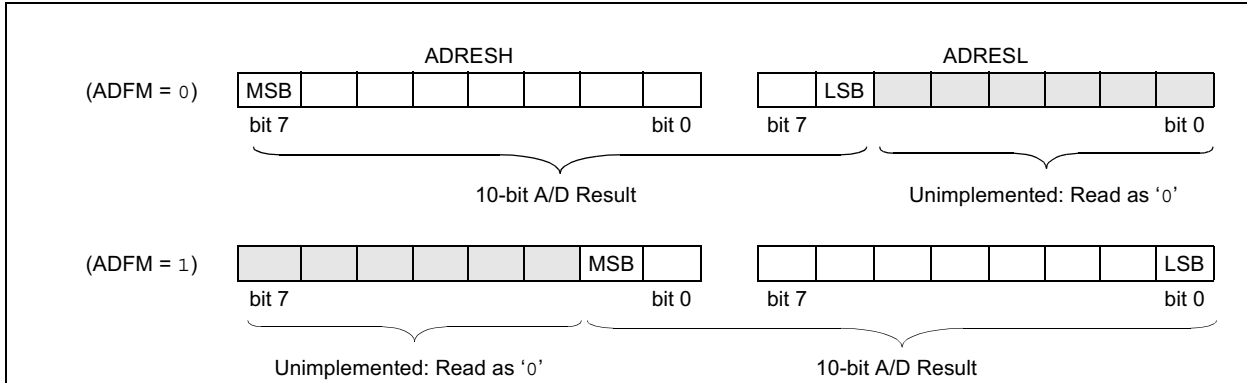 ADRESH ADRESL
(ADFM = 0) MSB LSB
bit 7 bit 0 bit 7 bit 0
10-bit A/D Result Unimplemented: Read as ‘0’
(ADFM = 1) MSB LSB
bit 7 bit 0 bit 7 bit 0
Unimplemented: Read as ‘0’ 10-bit A/D Result